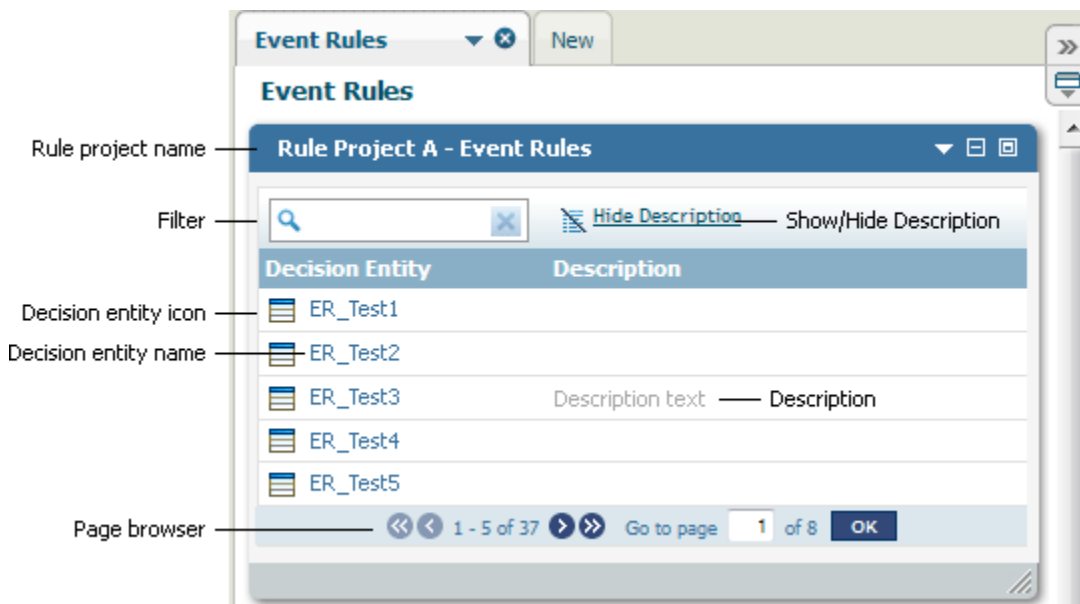 Event Rules
New
Event Rules
Rule project name
Rule Project A - Event Rules
Filter
Hide Description
Show/Hide Description
Decision Entity
Description
Decision entity icon
ER_Test1
Decision entity name
ER_Test2
ER_Test3
Description text
Description
ER_Test4
ER_Test5
Page browser
1 - 5 of 37
Go to page
1
of 8
OK